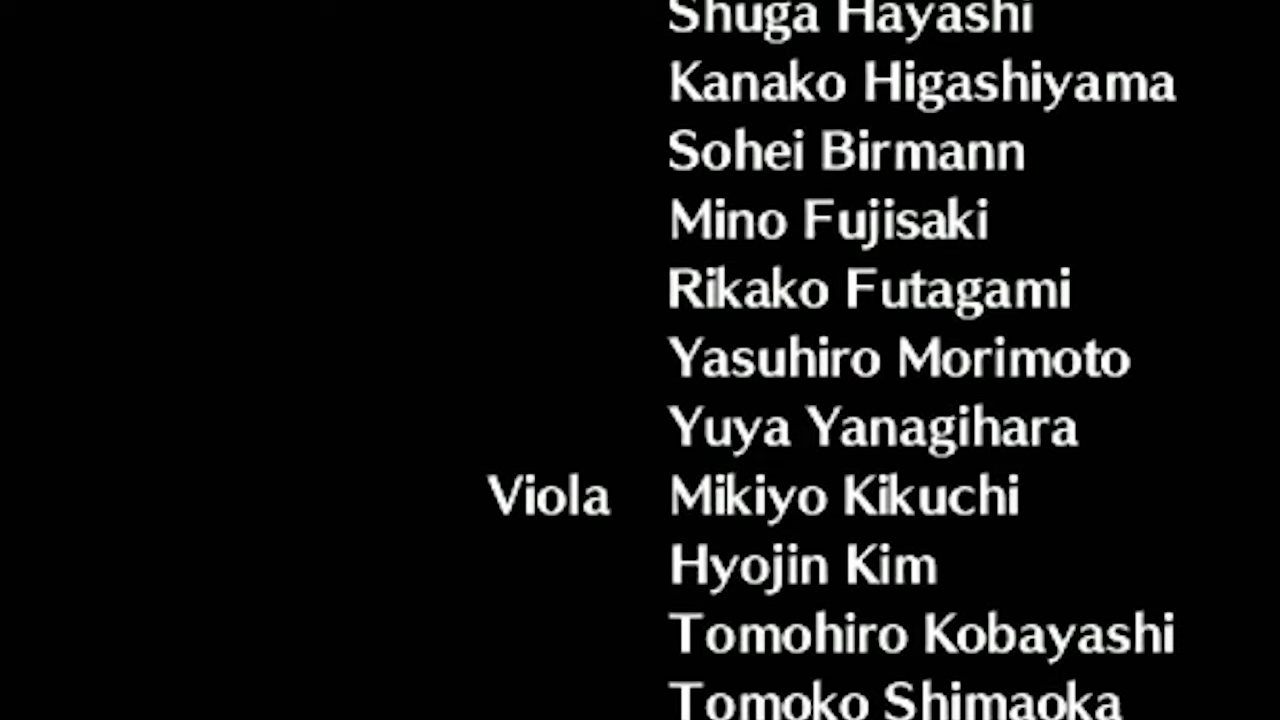 Shuga Hayashi
Kanako Higashiyama
Sohei Birmann
Mino Fujisaki
Rikako Futagami
Yasuhiro Morimoto
Yuya Yanagihara
Viola Mikiyo Kikuchi
Hyojin Kim
Tomohiro Kobayashi
Tomoko Shimaoka